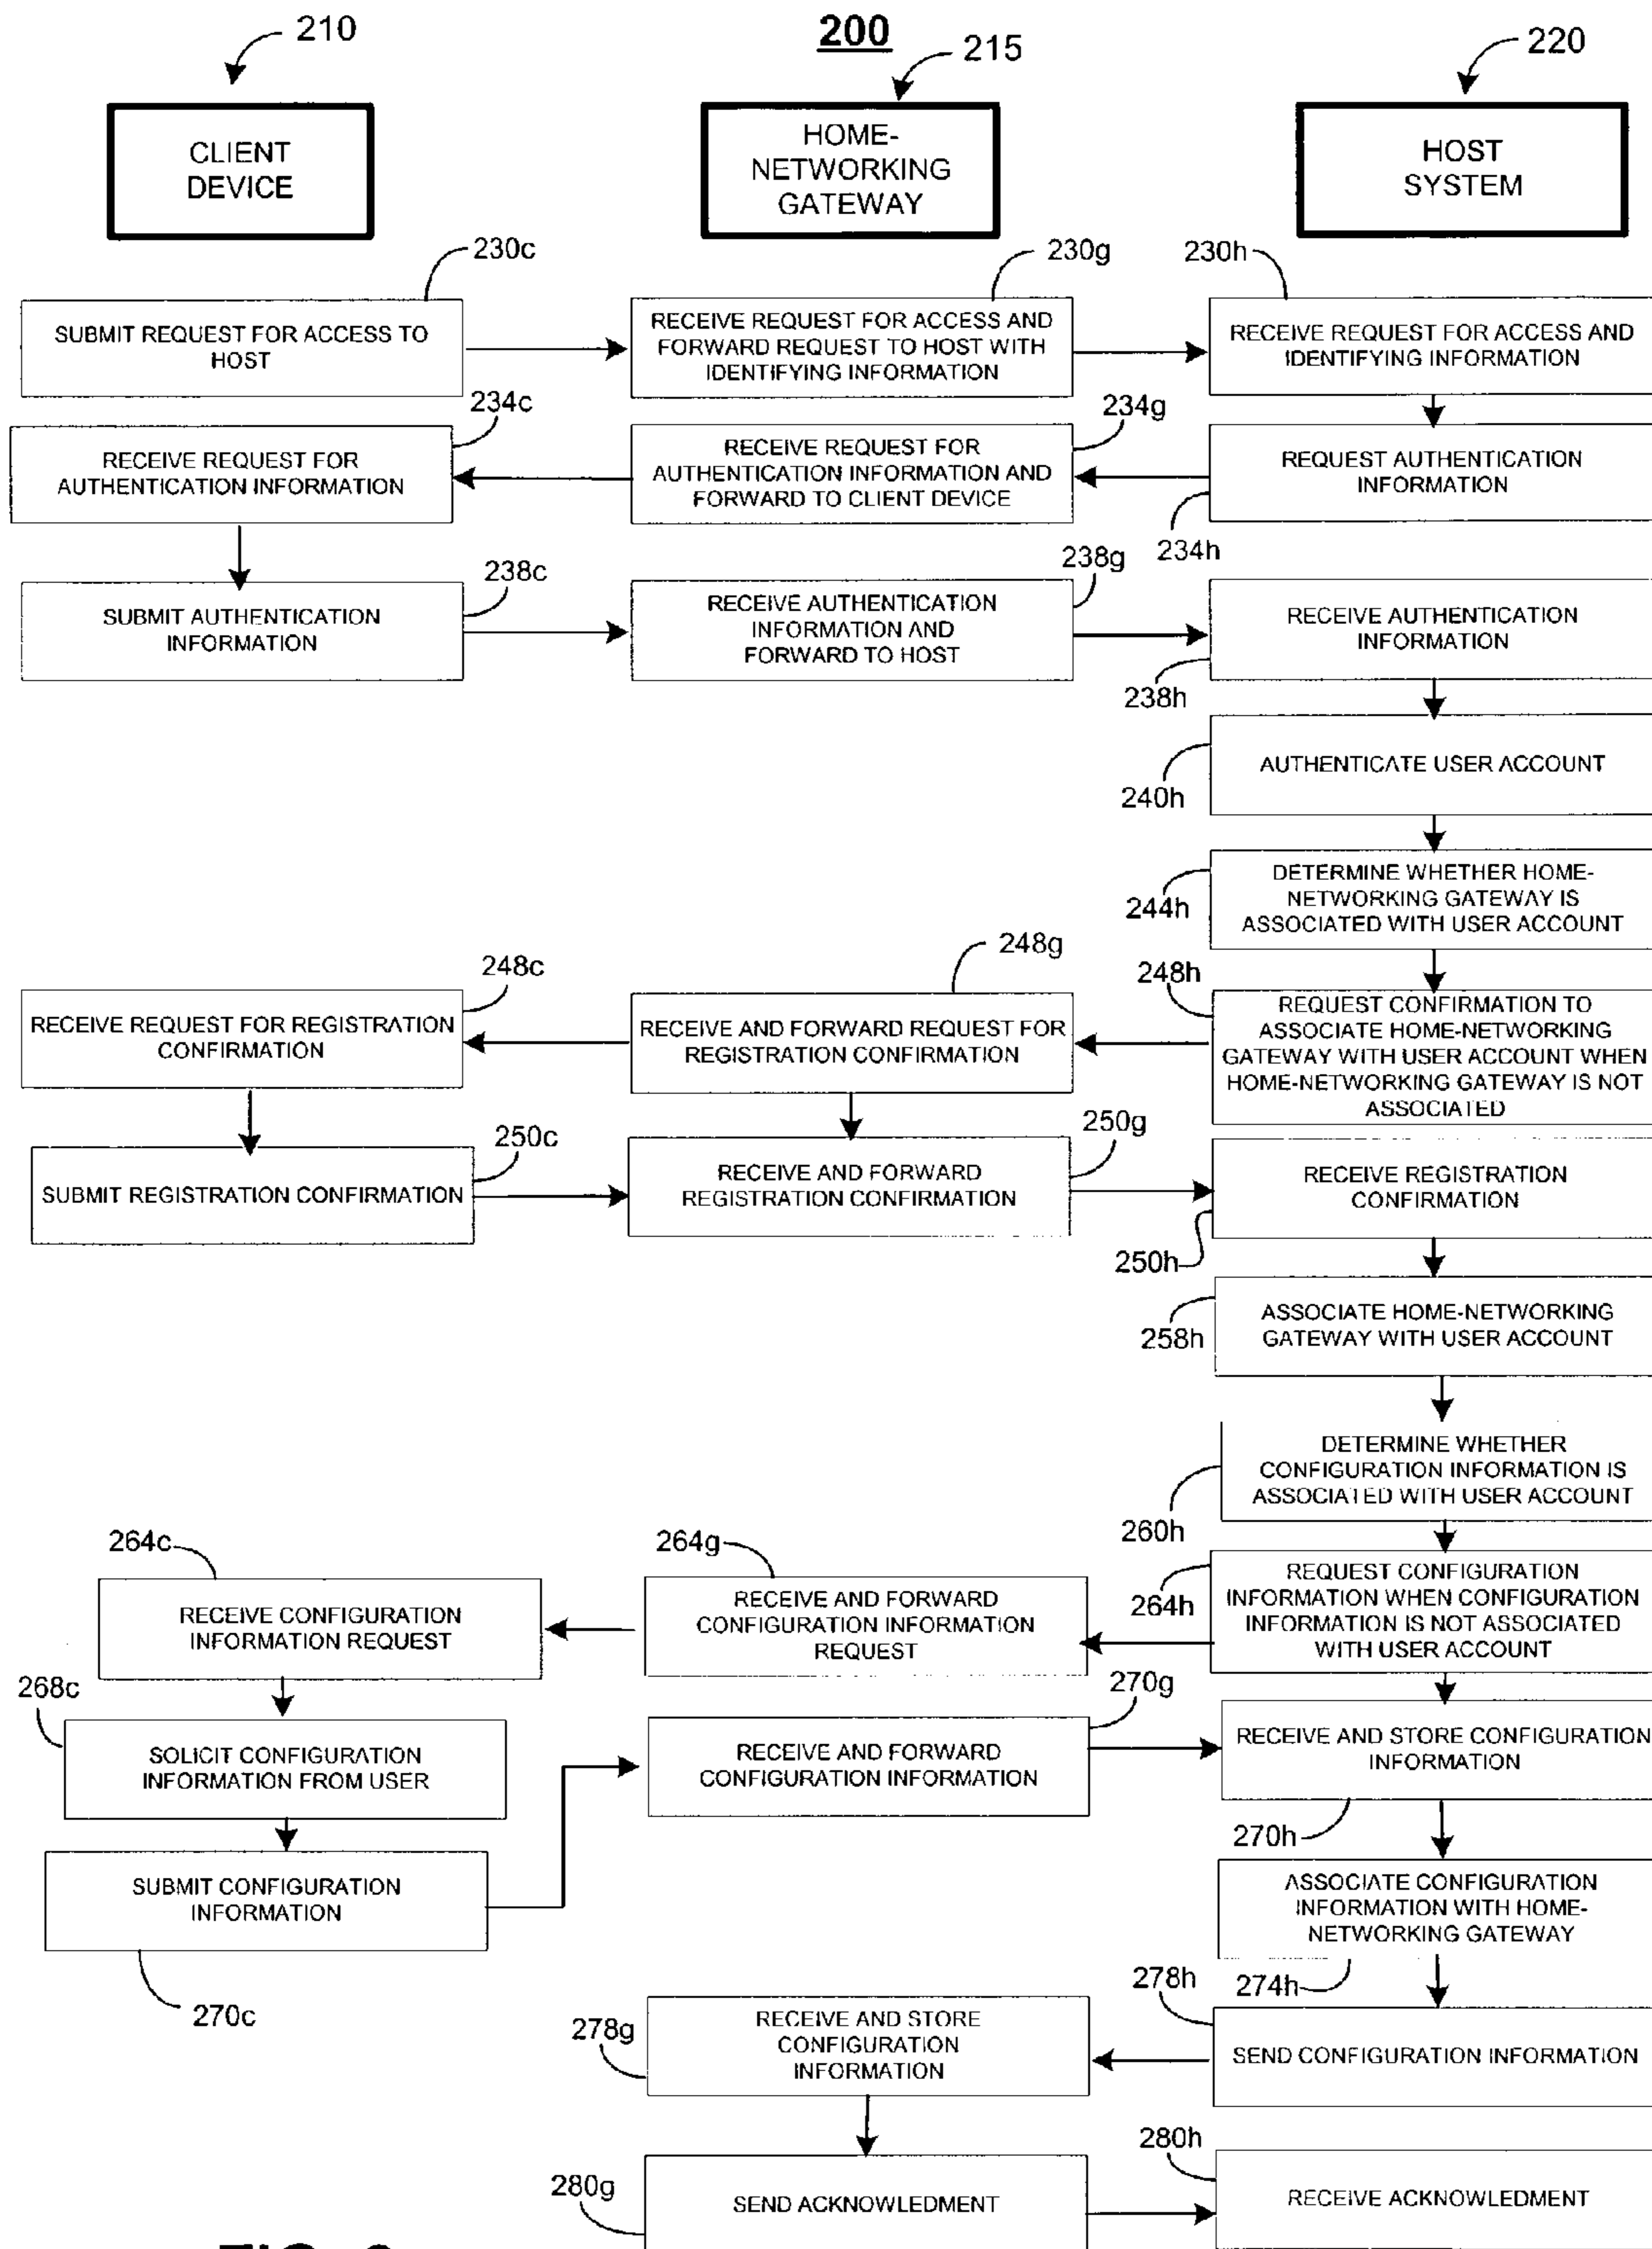 200
210
215
220
CLIENT
DEVICE
HOME-
NETWORKING
GATEWAY
HOST
SYSTEM
230c
230g
230h
SUBMIT REQUEST FOR ACCESS TO
HOST
RECEIVE REQUEST FOR ACCESS AND
FORWARD REQUEST TO HOST WITH
IDENTIFYING INFORMATION
RECEIVE REQUEST FOR ACCESS AND
IDENTIFYING INFORMATION
234c
234g
RECEIVE REQUEST FOR
AUTHENTICATION INFORMATION
RECEIVE REQUEST FOR
AUTHENTICATION INFORMATION AND
FORWARD TO CLIENT DEVICE
REQUEST AUTHENTICATION
INFORMATION
234h
238c
238g
SUBMIT AUTHENTICATION
INFORMATION
RECEIVE AUTHENTICATION
INFORMATION AND
FORWARD TO HOST
RECEIVE AUTHENTICATION
INFORMATION
238h
AUTHENTICATE USER ACCOUNT
240h
DETERMINE WHETHER HOME-
NETWORKING GATEWAY IS
ASSOCIATED WITH USER ACCOUNT
244h
248c
248g
248h
RECEIVE REQUEST FOR REGISTRATION
CONFIRMATION
RECEIVE AND FORWARD REQUEST FOR
REGISTRATION CONFIRMATION
REQUEST CONFIRMATION TO
ASSOCIATE HOME-NETWORKING
GATEWAY WITH USER ACCOUNT WHEN
HOME-NETWORKING GATEWAY IS NOT
ASSOCIATED
250c
250g
SUBMIT REGISTRATION CONFIRMATION
RECEIVE AND FORWARD
REGISTRATION CONFIRMATION
RECEIVE REGISTRATION
CONFIRMATION
250h
ASSOCIATE HOME-NETWORKING
GATEWAY WITH USER ACCOUNT
258h
DETERMINE WHETHER
CONFIGURATION INFORMATION IS
ASSOCIATED WITH USER ACCOUNT
260h
264c
264g
264h
RECEIVE CONFIGURATION
INFORMATION REQUEST
RECEIVE AND FORWARD
CONFIGURATION INFORMATION
REQUEST
REQUEST CONFIGURATION
INFORMATION WHEN CONFIGURATION
INFORMATION IS NOT ASSOCIATED
WITH USER ACCOUNT
268c
270g
SOLICIT CONFIGURATION
INFORMATION FROM USER
RECEIVE AND FORWARD
CONFIGURATION INFORMATION
RECEIVE AND STORE CONFIGURATION
INFORMATION
270h
SUBMIT CONFIGURATION
INFORMATION
270c
ASSOCIATE CONFIGURATION
INFORMATION WITH HOME-
NETWORKING GATEWAY
274h
278g
278h
RECEIVE AND STORE
CONFIGURATION
INFORMATION
SEND CONFIGURATION INFORMATION
280g
280h
SEND ACKNOWLEDMENT
RECEIVE ACKNOWLEDMENT